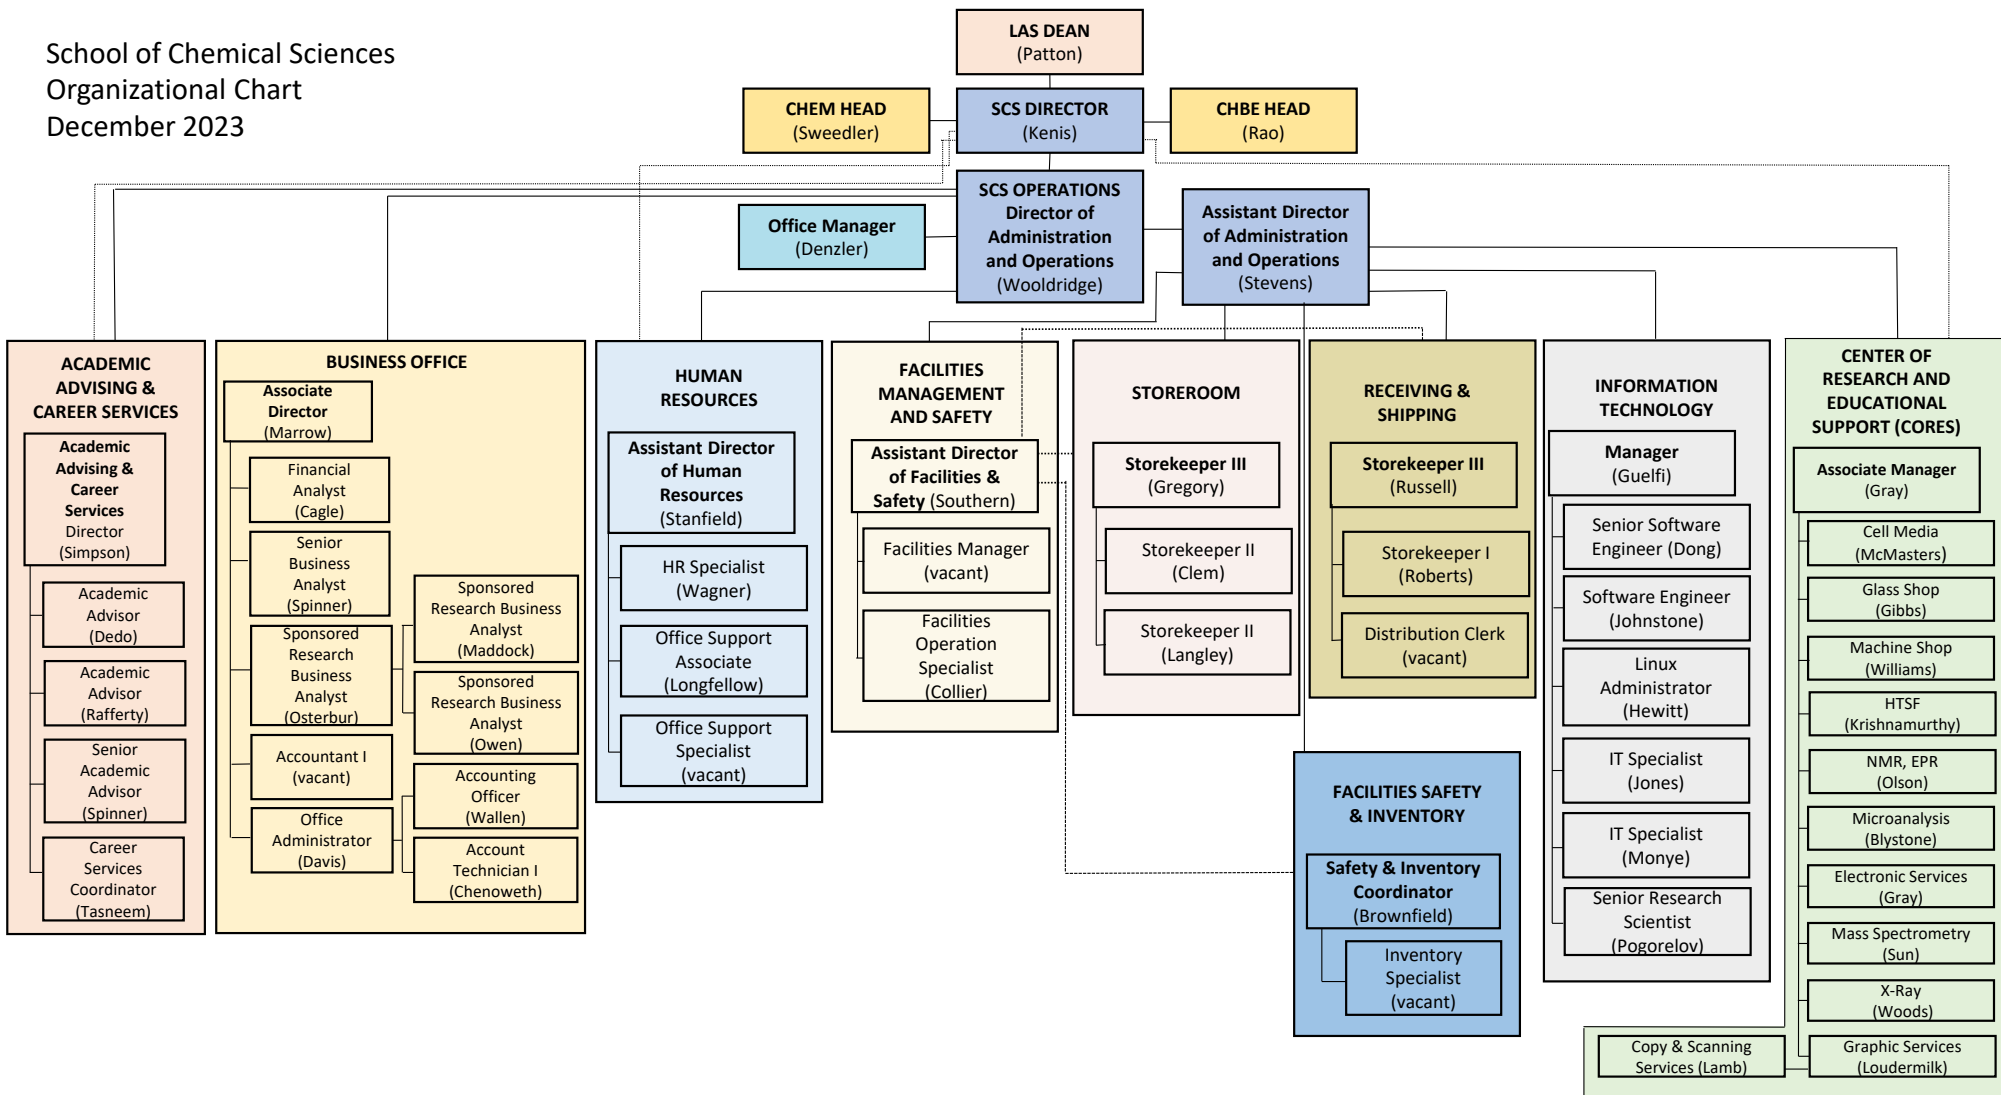 School of Chemical Sciences
Organizational Chart
December 2023
LAS DEAN
(Patton)
CHEM HEAD
(Sweedler)
SCS DIRECTOR
(Kenis)
CHBE HEAD
(Rao)
Office Manager
(Denzler)
SCS OPERATIONS
Director of
Administration
and Operations
(Wooldridge)
Assistant Director
of Administration
and Operations
(Stevens)
ACADEMIC
ADVISING &
CAREER SERVICES
Academic
Advising &
Career
Services
Director
(Simpson)
Academic
Advisor
(Dedo)
Academic
Advisor
(Rafferty)
Senior
Academic
Advisor
(Spinner)
Career
Services
Coordinator
(Tasneem)
BUSINESS OFFICE
Associate
Director
(Marrow)
Financial
Analyst
(Cagle)
Senior
Business
Analyst
(Spinner)
Sponsored
Research
Business
Analyst
(Osterbur)
Sponsored
Research Business
Analyst
(Maddock)
Sponsored
Research Business
Analyst
(Owen)
Accountant I
(vacant)
Office
Administrator
(Davis)
Accounting
Officer
(Wallen)
Account
Technician I
(Chenoweth)
HUMAN
RESOURCES
Assistant Director
of Human
Resources
(Stanfield)
HR Specialist
(Wagner)
Office Support
Associate
(Longfellow)
Office Support
Specialist
(vacant)
FACILITIES
MANAGEMENT
AND SAFETY
Assistant Director
of Facilities &
Safety (Southern)
Facilities Manager
(vacant)
Facilities
Operation
Specialist
(Collier)
STOREROOM
Storekeeper III
(Gregory)
Storekeeper II
(Clem)
Storekeeper II
(Langley)
RECEIVING &
SHIPPING
Storekeeper III
(Russell)
Storekeeper I
(Roberts)
Distribution Clerk
(vacant)
FACILITIES SAFETY
& INVENTORY
Safety & Inventory
Coordinator
(Brownfield)
Inventory
Specialist
(vacant)
INFORMATION
TECHNOLOGY
Manager
(Guelfi)
Senior Software
Engineer (Dong)
Software Engineer
(Johnstone)
Linux
Administrator
(Hewitt)
IT Specialist
(Jones)
IT Specialist
(Monye)
Senior Research
Scientist
(Pogorelov)
CENTER OF
RESEARCH AND
EDUCATIONAL
SUPPORT (CORES)
Associate Manager
(Gray)
Cell Media
(McMasters)
Glass Shop
(Gibbs)
Machine Shop
(Williams)
HTSF
(Krishnamurthy)
NMR, EPR
(Olson)
Microanalysis
(Blystone)
Electronic Services
(Gray)
Mass Spectrometry
(Sun)
X-Ray
(Woods)
Graphic Services
(Loudermilk)
Copy & Scanning
Services (Lamb)